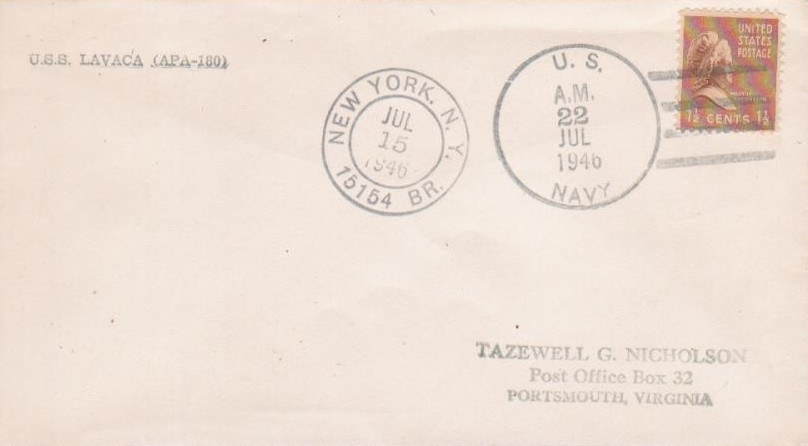 U.S.S. LAVACA (APA-180)
NEW YORK, N.Y.
JUL
15
1946
15154 BR.
U. S.
A.M.
22
JUL
1946
NAVY
UNITED
STATES
POSTAGE
1½ CENTS 1½
TAZEWELL G. NICHOLSON
Post Office Box 32
PORTSMOUTH, VIRGINIA